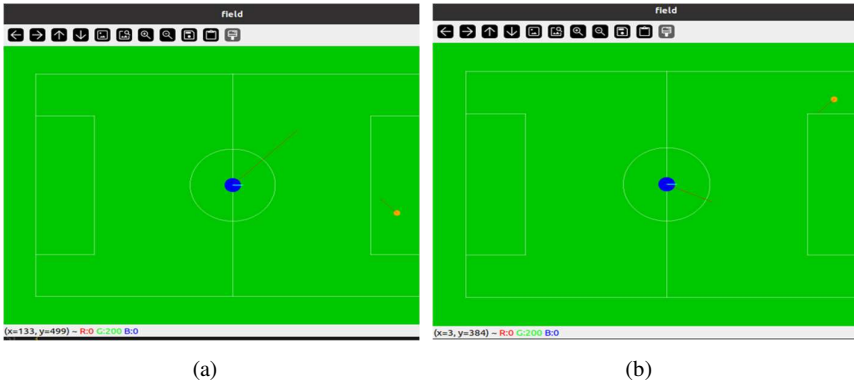 field
(x=133, y=499) ~ R:0 G:200 B:0
(a)
field
(x=3, y=384) ~ R:0 G:200 B:0
(b)